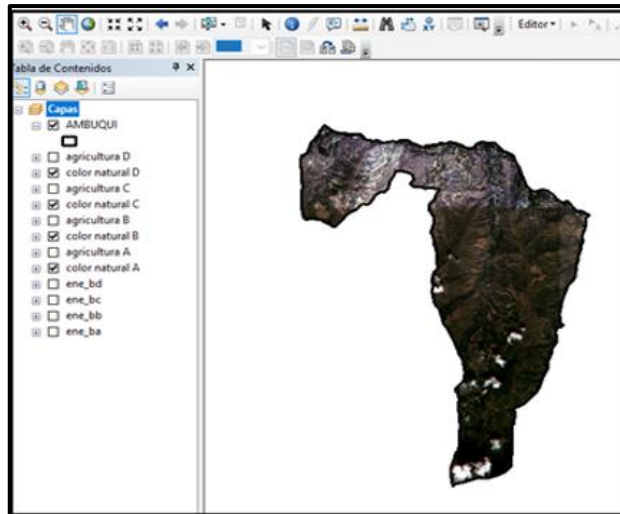 Editor
Tabla de Contenidos
Capas
AMBUQUI
agricultura D
color natural D
agricultura C
color natural C
agricultura B
color natural B
agricultura A
color natural A
ene_bd
ene_bc
ene_bb
ene_ba